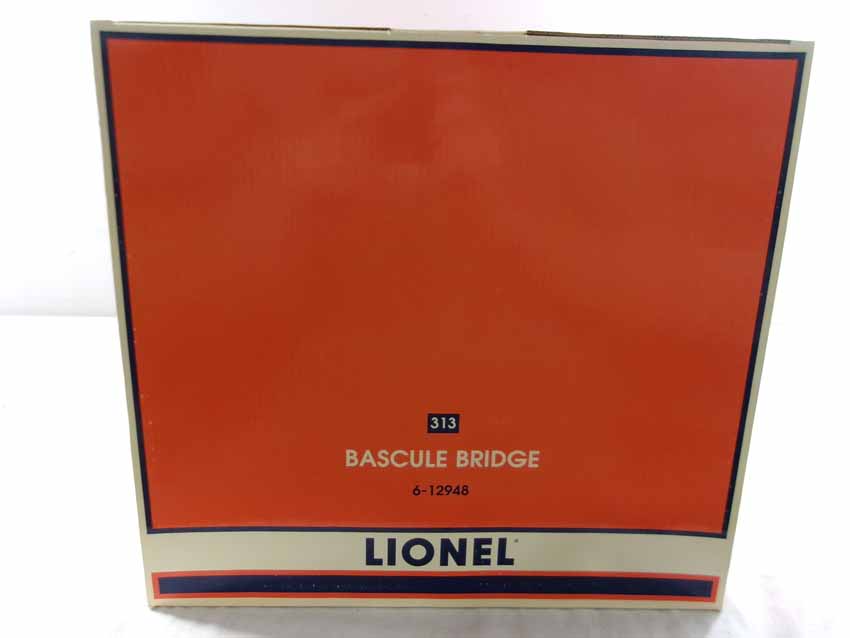 313
BASCULE BRIDGE
6-12948
LIONEL